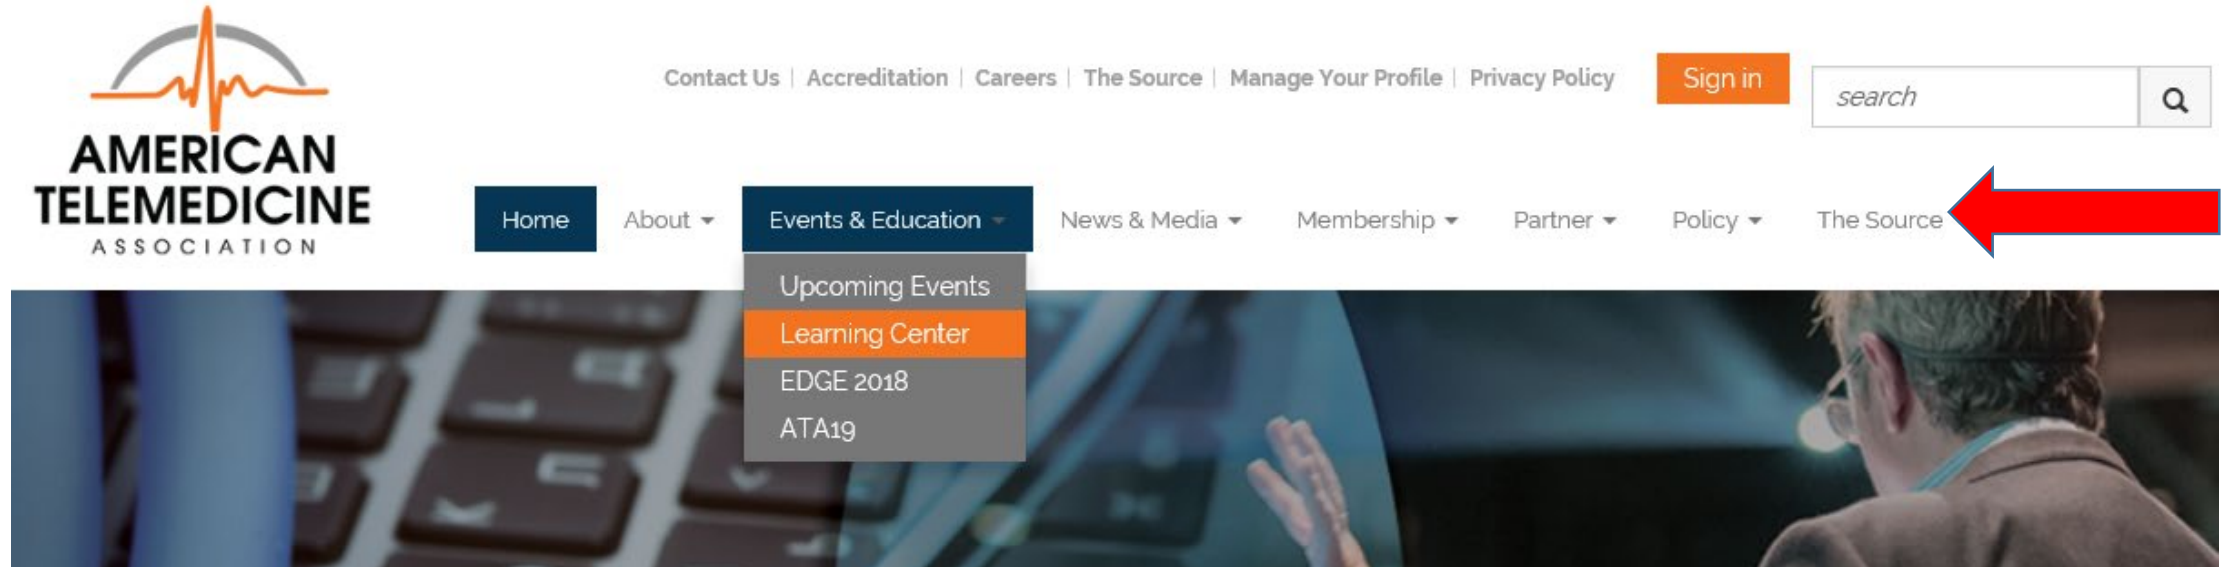 AMERICAN
TELEMEDICINE
ASSOCIATION
Contact Us | Accreditation | Careers | The Source | Manage Your Profile | Privacy Policy
Sign in
search
Home About Events & Education News & Media Membership Partner Policy The Source
Upcoming Events
Learning Center
EDGE 2018
ATA19